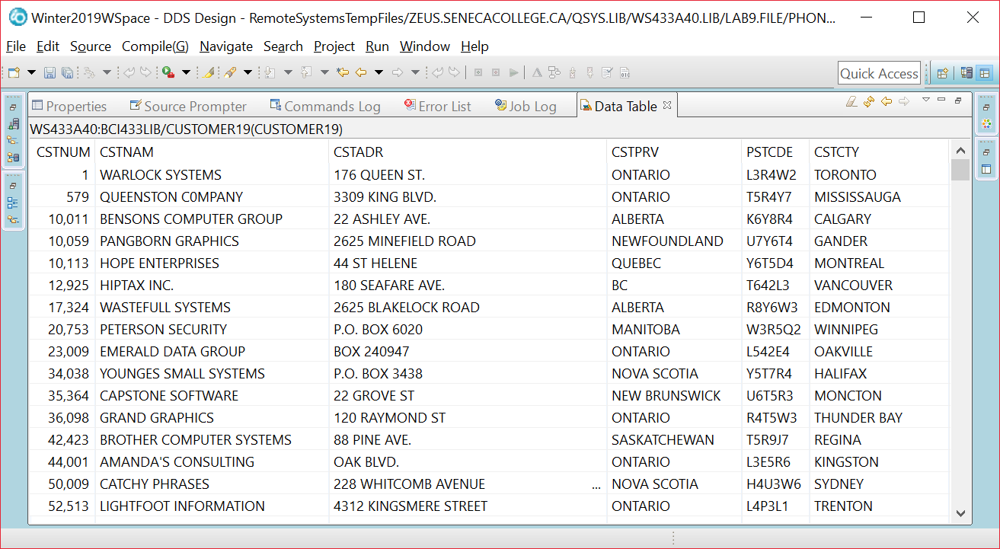 Winter2019WSpace - DDS Design - RemoteSystemsTempFiles/ZEUS.SENECACOLLEGE.CA/QSYS.LIB/WS433A40.LIB/LAB9.FILE/PHON...
File Edit Source Compile(G) Navigate Search Project Run Window Help
Quick Access
Properties Source Prompter Commands Log Error List Job Log Data Table
WS433A40:BCI433LIB/CUSTOMER19(CUSTOMER19)
CSTNUM CSTNAM CSTADR CSTPRV PSTCDE CSTCTY
1 WARLOCK SYSTEMS 176 QUEEN ST. ONTARIO L3R4W2 TORONTO
579 QUEENSTON C0MPANY 3309 KING BLVD. ONTARIO T5R4Y7 MISSISSAUGA
10,011 BENSONS COMPUTER GROUP 22 ASHLEY AVE. ALBERTA K6Y8R4 CALGARY
10,059 PANGBORN GRAPHICS 2625 MINEFIELD ROAD NEWFOUNDLAND U7Y6T4 GANDER
10,113 HOPE ENTERPRISES 44 ST HELENE QUEBEC Y6T5D4 MONTREAL
12,925 HIPTAX INC. 180 SEAFARE AVE. BC T642L3 VANCOUVER
17,324 WASTEFULL SYSTEMS 2625 BLAKELOCK ROAD ALBERTA R8Y6W3 EDMONTON
20,753 PETERSON SECURITY P.O. BOX 6020 MANITOBA W3R5Q2 WINNIPEG
23,009 EMERALD DATA GROUP BOX 240947 ONTARIO L542E4 OAKVILLE
34,038 YOUNGES SMALL SYSTEMS P.O. BOX 3438 NOVA SCOTIA Y5T7R4 HALIFAX
35,364 CAPSTONE SOFTWARE 22 GROVE ST NEW BRUNSWICK U6T5R3 MONCTON
36,098 GRAND GRAPHICS 120 RAYMOND ST ONTARIO R4T5W3 THUNDER BAY
42,423 BROTHER COMPUTER SYSTEMS 88 PINE AVE. SASKATCHEWAN T5R9J7 REGINA
44,001 AMANDA'S CONSULTING OAK BLVD. ONTARIO L3E5R6 KINGSTON
50,009 CATCHY PHRASES 228 WHITCOMB AVENUE ... NOVA SCOTIA H4U3W6 SYDNEY
52,513 LIGHTFOOT INFORMATION 4312 KINGSMERE STREET ONTARIO L4P3L1 TRENTON